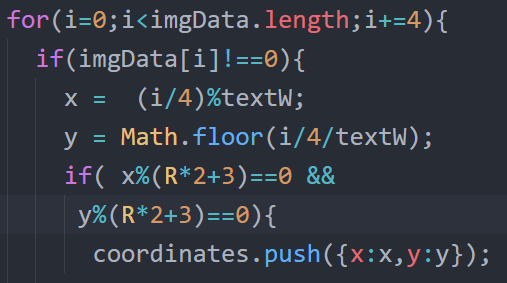 for(i=0;i<imgData.length;i+=4){
if(imgData[i]!==0){
x =  (i/4)%textW;
y = Math.floor(i/4/textW);
if( x%(R*2+3)==0 &&
y%(R*2+3)==0){
coordinates.push({x:x,y:y});